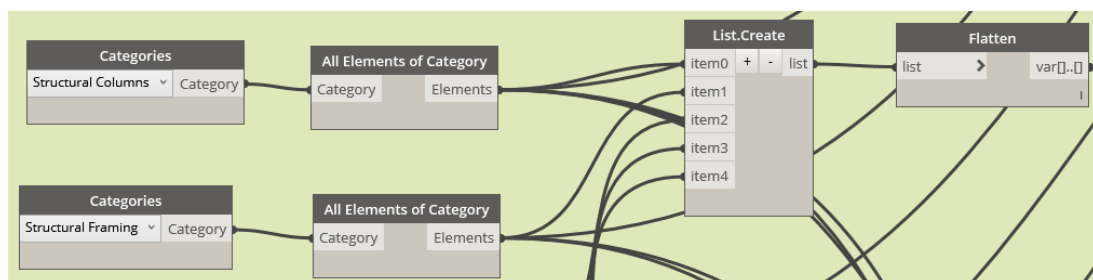 Categories
Structural Columns
Category
All Elements of Category
Category Elements
List.Create
item0 + - list
item1
item2
item3
item4
Flatten
list > var[]..[]
l
Categories
Structural Framing
Category
All Elements of Category
Category Elements